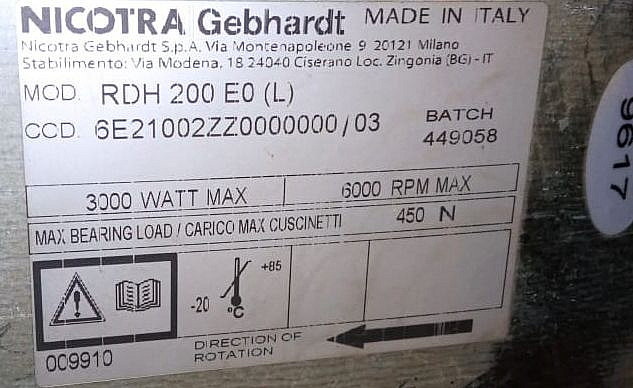 NICOTRA Gebhardt MADE IN ITALY
Nicotra Gebhardt S.p.A. Via Montenapoleone 9 20121 Milano
Stabilimento: Via Modena, 18 24040 Ciserano Loc. Zingonia (BG) - IT
MOD. RDH 200 E0 (L)
COD. 6E21002ZZ0000000/03
BATCH
449058
3000 WATT MAX 6000 RPM MAX
MAX BEARING LOAD / CARICO MAX CUSCINETTI 450 N
-20 °C +85
009910
DIRECTION OF
ROTATION
9617